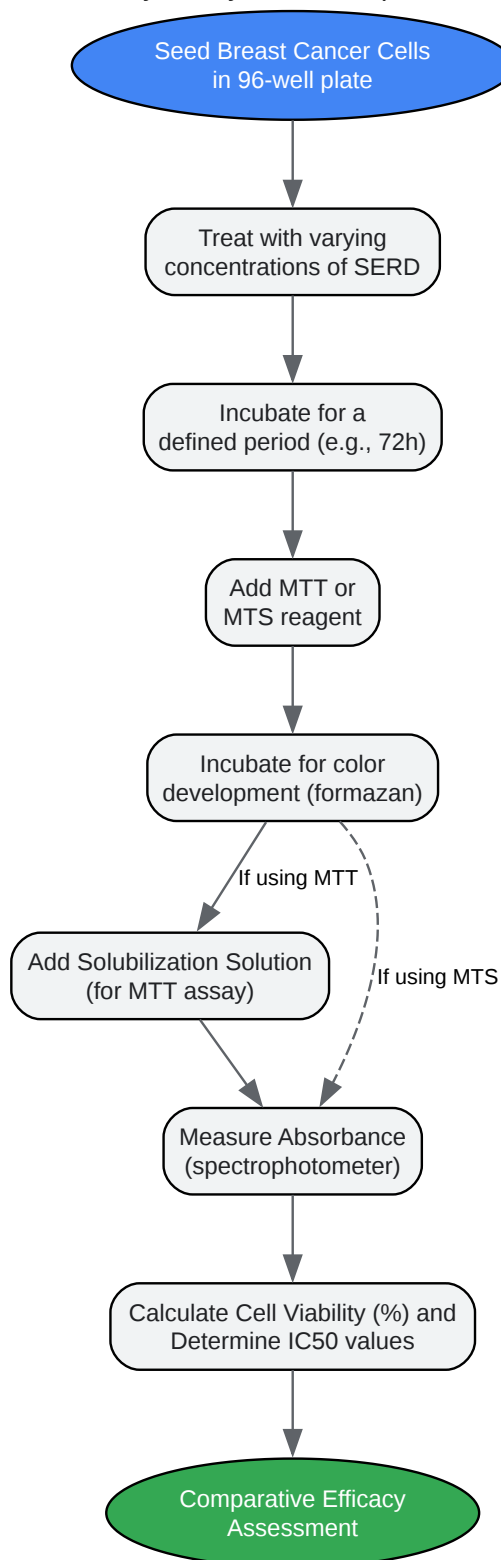 Seed Breast Cancer Cells
in 96-well plate
Treat with varying
concentrations of SERD
Incubate for a
defined period (e.g., 72h)
Add MTT or
MTS reagent
Incubate for color
development (formazan)
If using MTT
Add Solubilization Solution
(for MTT assay)
If using MTS
Measure Absorbance
(spectrophotometer)
Calculate Cell Viability (%) and
Determine IC50 values
Comparative Efficacy
Assessment